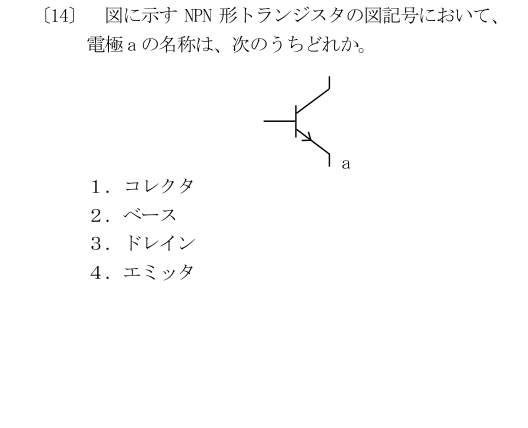 〔14〕 図に示す NPN 形トランジスタの図記号において、
電極 a の名称は、次のうちどれか。
a
1．コレクタ
2．ベース
3．ドレイン
4．エミッタ